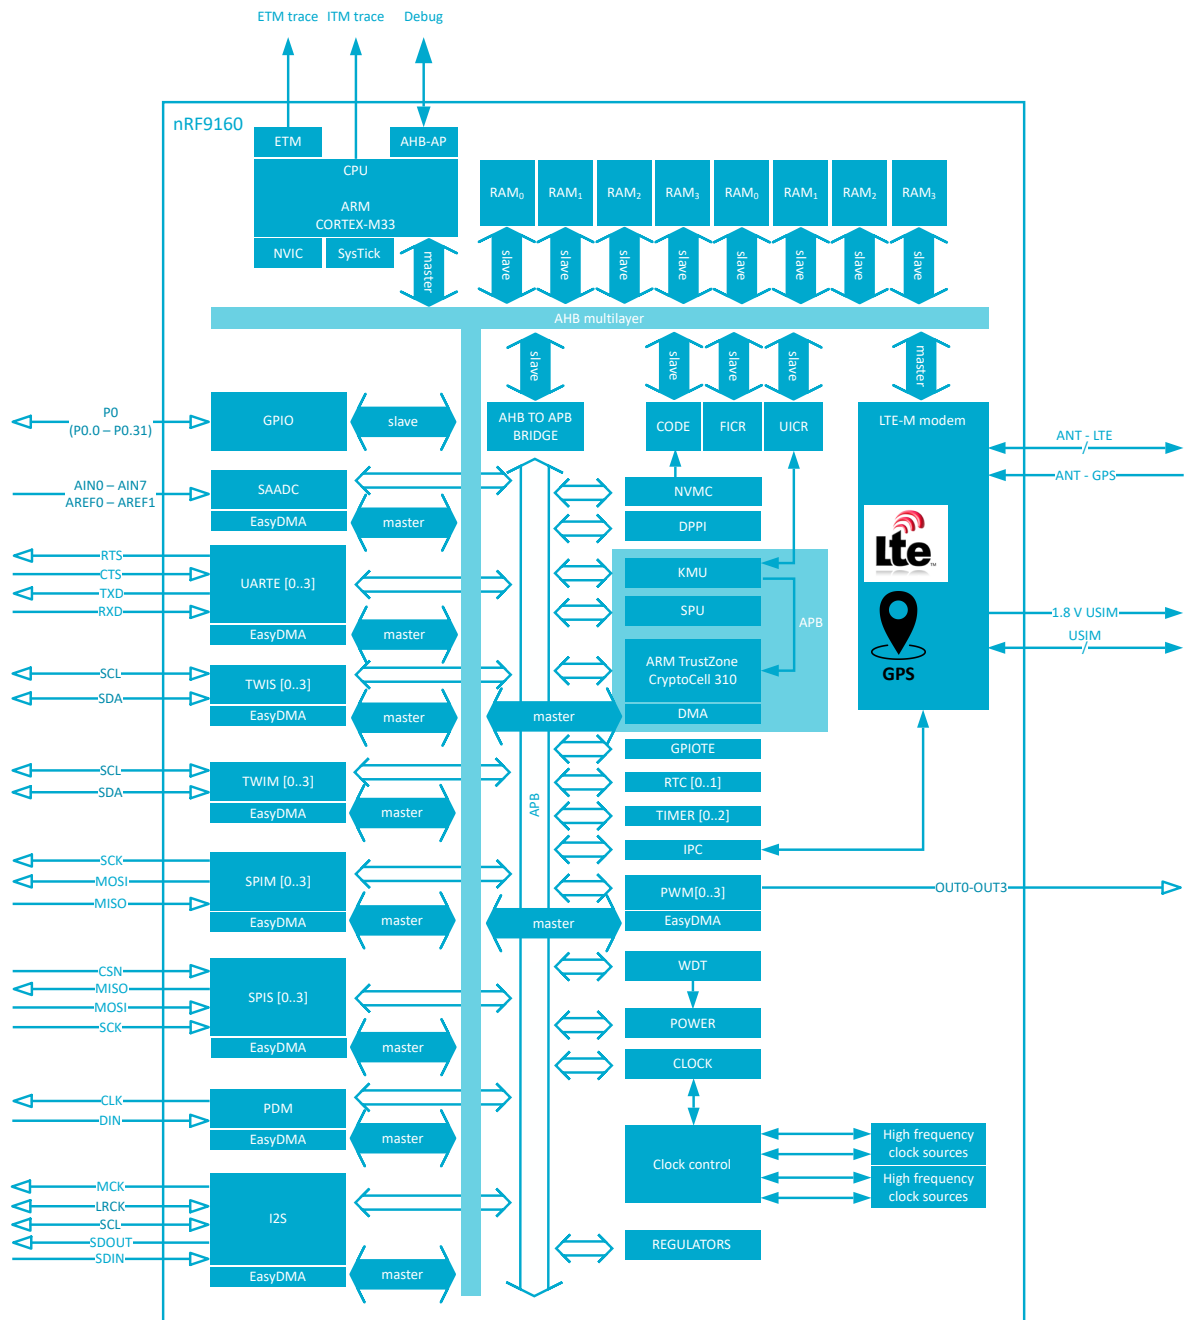 ETM trace
ITM trace
Debug
nRF9160
ETM
AHB-AP
CPU
ARM
CORTEX-M33
NVIC
SysTick
master
RAM0
RAM1
RAM2
RAM3
RAM0
RAM1
RAM2
RAM3
slave
slave
slave
slave
slave
slave
slave
slave
AHB multilayer
slave
slave
slave
slave
master
P0
(P0.0 – P0.31)
GPIO
slave
AHB TO APB
BRIDGE
CODE
FICR
UICR
LTE-M modem
ANT - LTE
ANT - GPS
AIN0 – AIN7
AREF0 – AREF1
SAADC
EasyDMA
master
NVMC
DPPI
Lte
TM
RTS
CTS
TXD
RXD
UARTE [0..3]
EasyDMA
master
KMU
SPU
APB
1.8 V USIM
USIM
GPS
SCL
SDA
TWIS [0..3]
EasyDMA
master
ARM TrustZone
CryptoCell 310
DMA
master
GPIOTE
SCL
SDA
TWIM [0..3]
EasyDMA
master
APB
RTC [0..1]
TIMER [0..2]
IPC
SCK
MOSI
MISO
SPIM [0..3]
EasyDMA
master
PWM[0..3]
EasyDMA
master
OUT0-OUT3
CSN
MISO
MOSI
SCK
SPIS [0..3]
EasyDMA
master
WDT
POWER
CLOCK
CLK
DIN
PDM
EasyDMA
master
Clock control
High frequency
clock sources
High frequency
clock sources
MCK
LRCK
SCL
SDOUT
SDIN
I2S
EasyDMA
master
REGULATORS